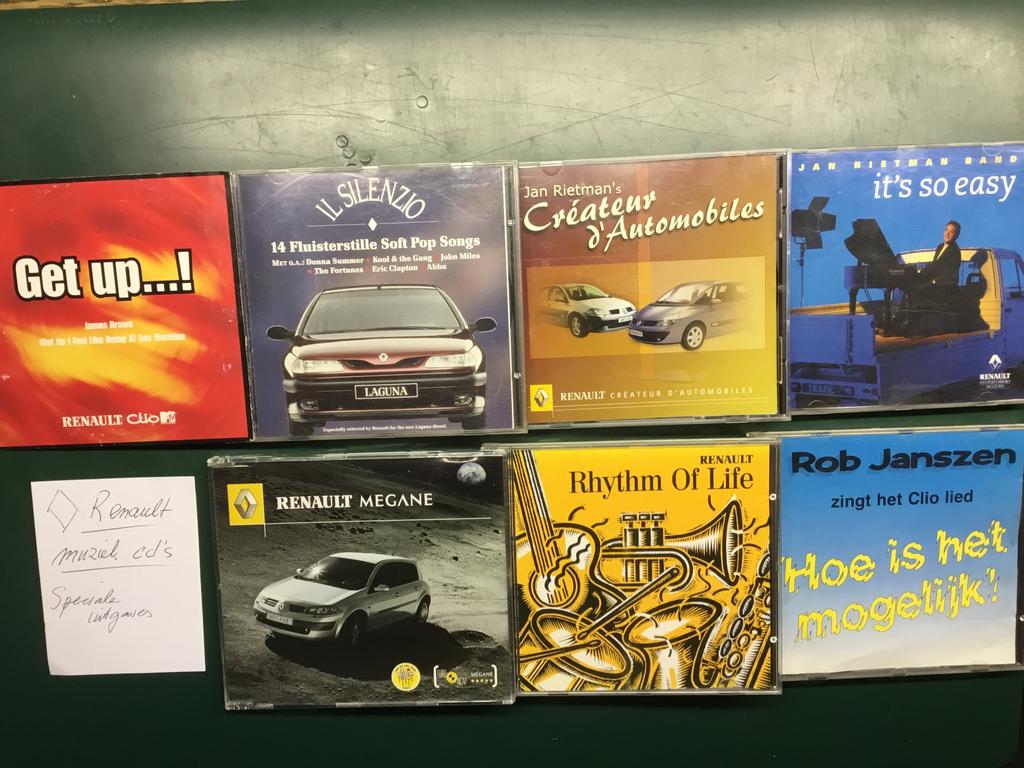 Get up...!
James Brown
(Get Up I Feel Like Being A) Sex Machine
RENAULT Clio MTV
IL SILENZIO
14 Fluisterstille Soft Pop Songs
MET O.A.: Donna Summer Kool & the Gang John Miles
The Fortunes Eric Clapton Abba
LAGUNA
Especially selected by Renault for the new Laguna diesel.
Jan Rietman's
Créateur
d'Automobiles
RENAULT CRÉATEUR D'AUTOMOBILES
JAN RIETMAN BAND
it's so easy
TRAFIC
RENAULT
Renault
muziek cd's
Speciale
uitgaves
RENAULT MEGANE
MEGANE
MEGANE
RENAULT
Rhythm Of Life
Rob Janszen
zingt het Clio lied
Hoe is het
mogelijk!